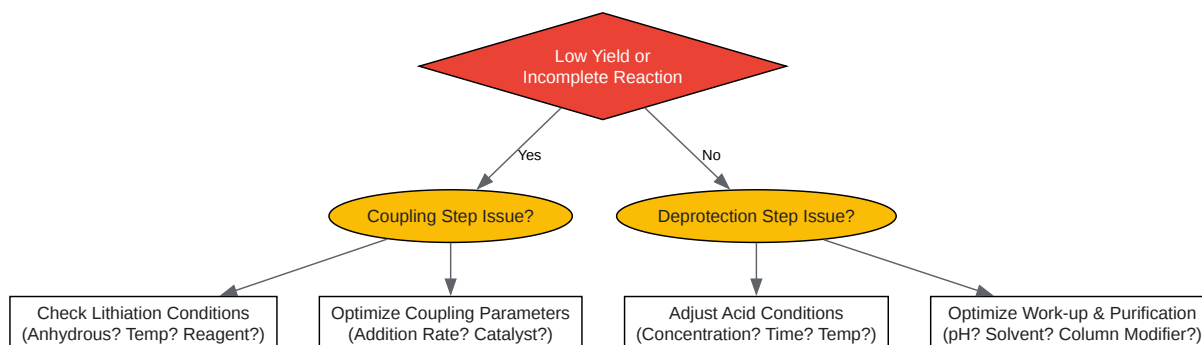 Low Yield or
Incomplete Reaction
Yes
No
Coupling Step Issue?
Deprotection Step Issue?
Check Lithiation Conditions
(Anhydrous? Temp? Reagent?)
Optimize Coupling Parameters
(Addition Rate? Catalyst?)
Adjust Acid Conditions
(Concentration? Time? Temp?)
Optimize Work-up & Purification
(pH? Solvent? Column Modifier?)